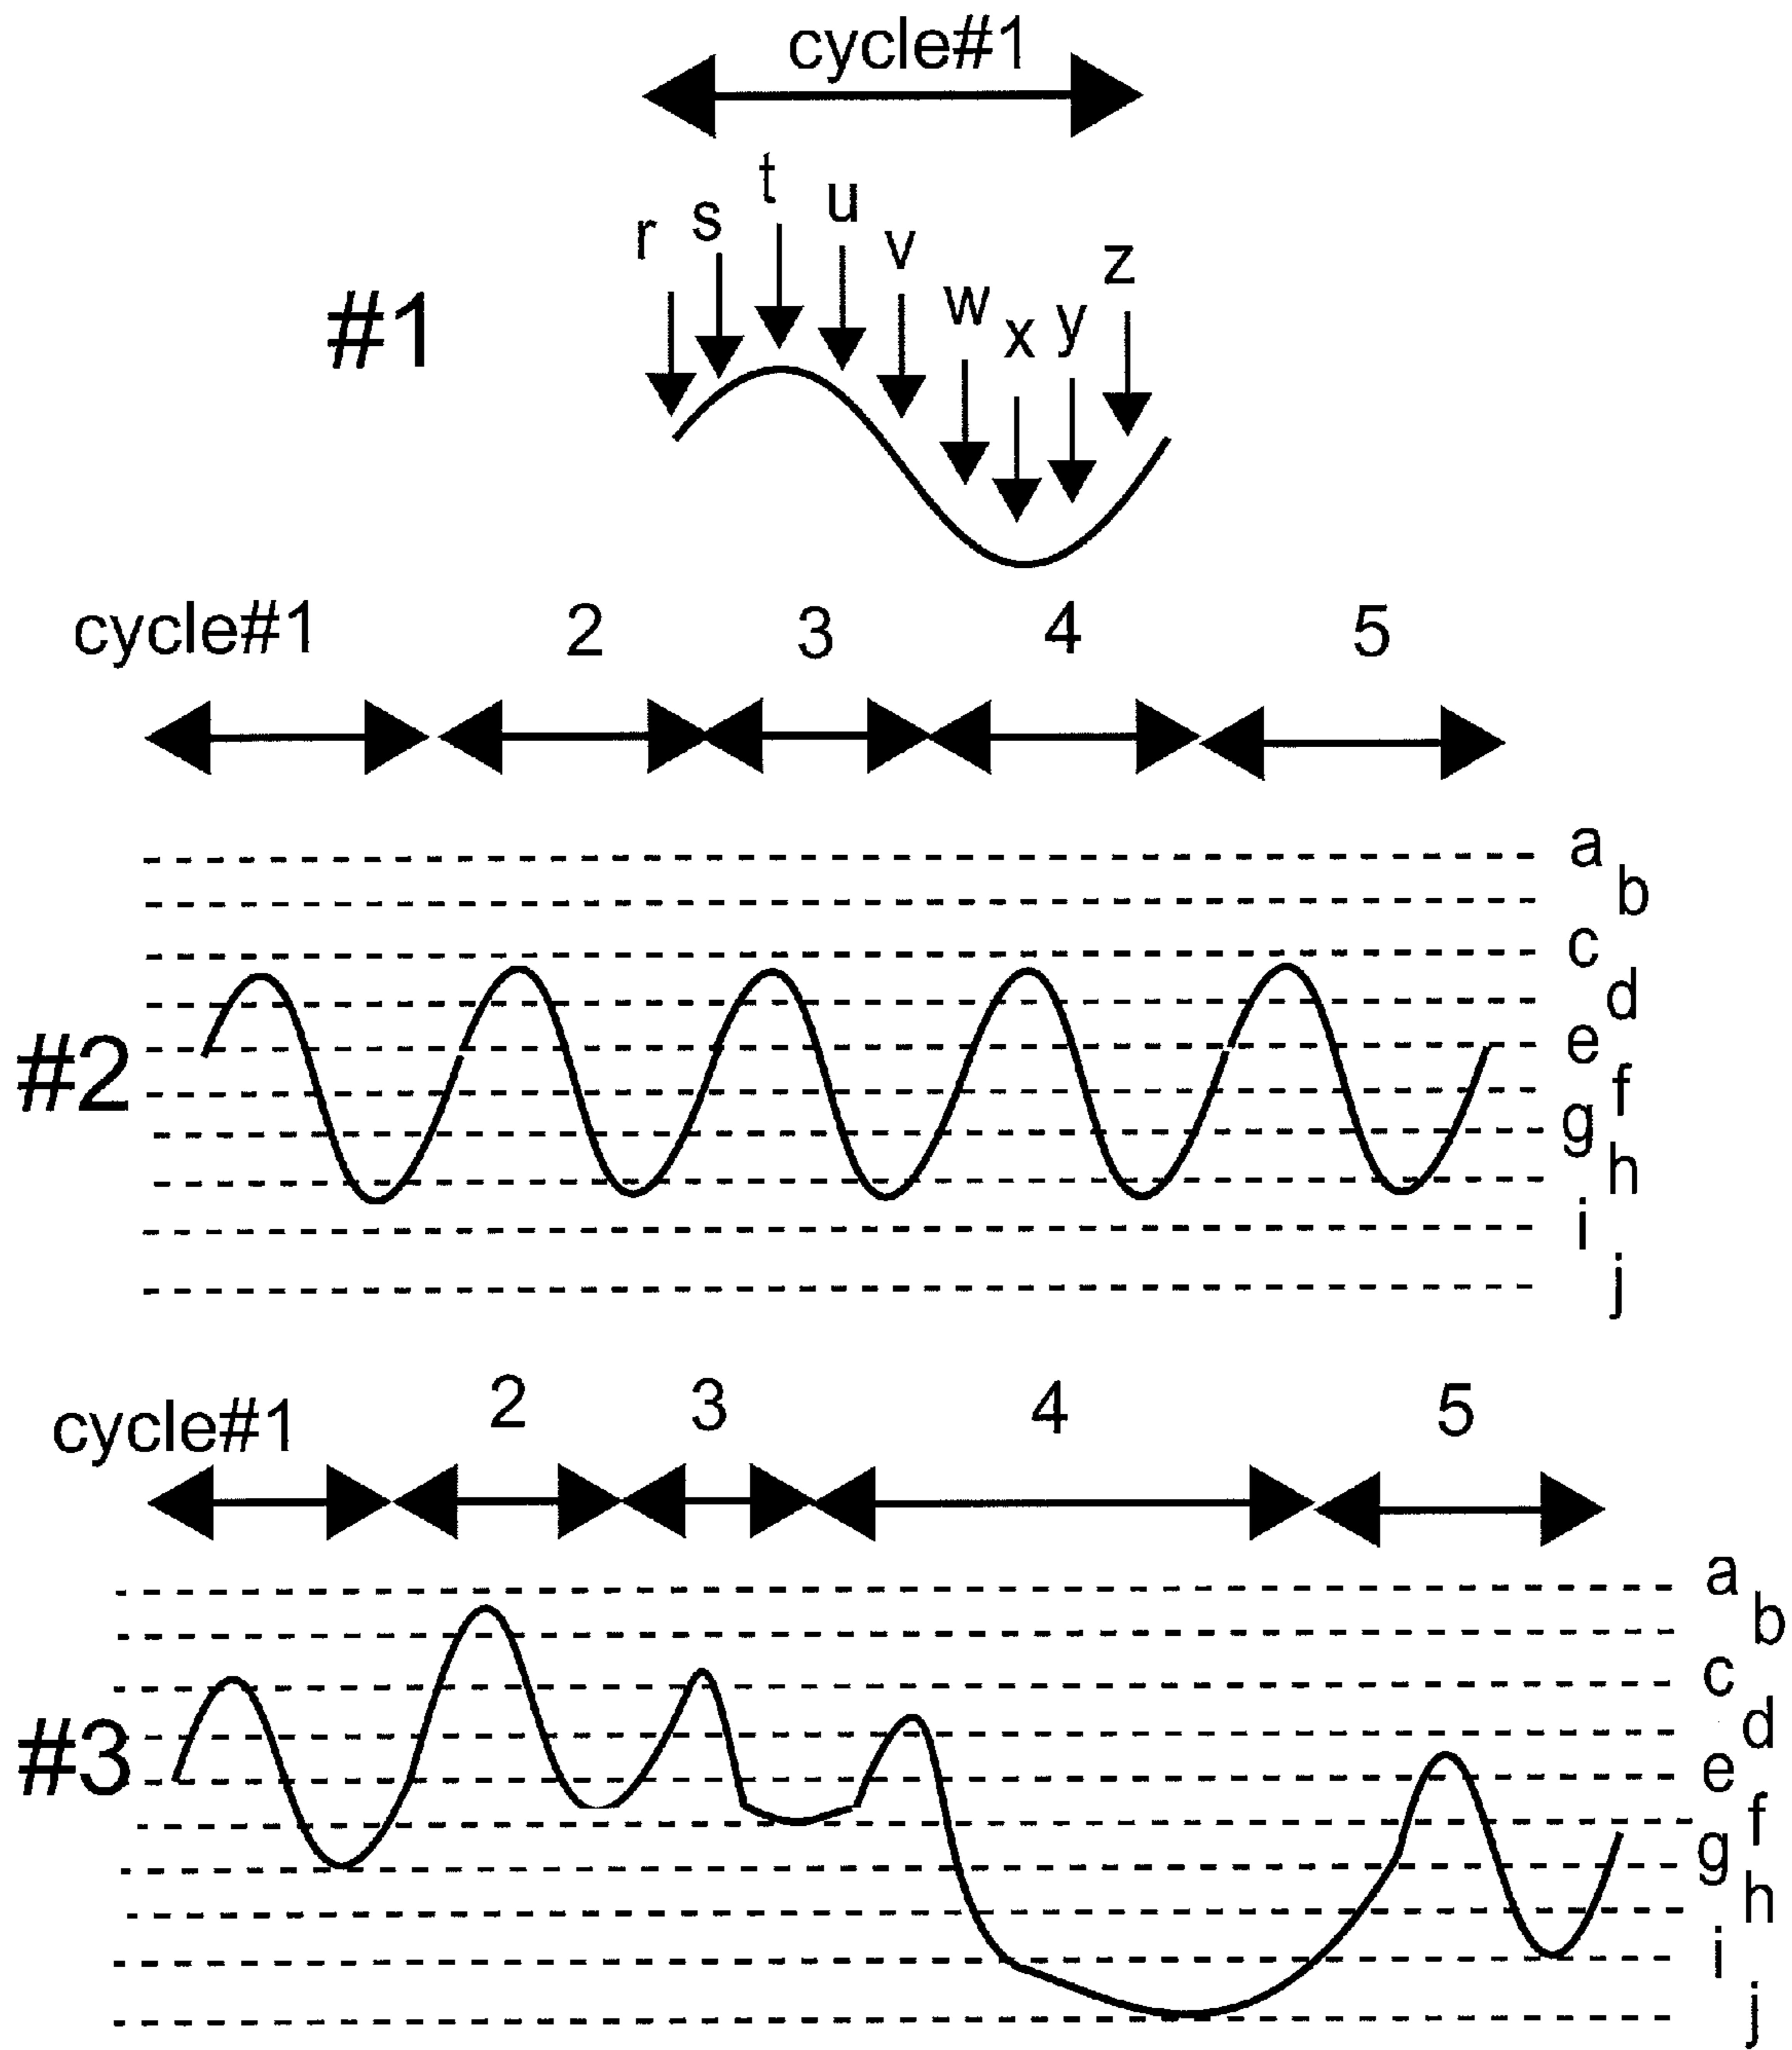 cycle#1
r s t u v w x y z
#1
cycle#1 2 3 4 5
a
b
c
d
e
#2
f
g
h
i
j
cycle#1 2 3 4 5
a
b
c
d
#3
e
f
g
h
i
j